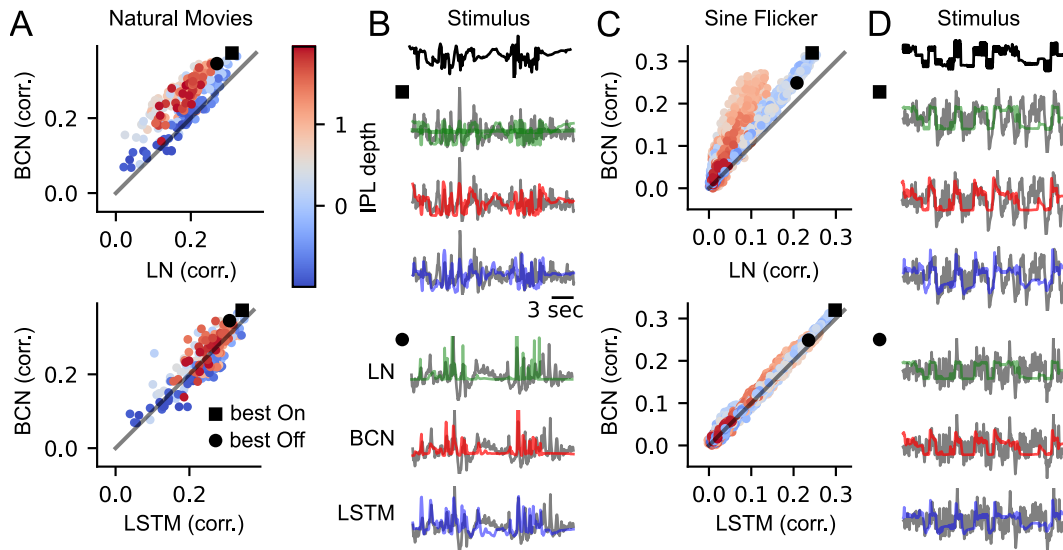 A
Natural Movies
BCN (corr.)
0.2
0.0
0.0
0.2
LN (corr.)
1
0
IPL depth
BCN (corr.)
0.2
0.0
0.0
0.2
LSTM (corr.)
best On
best Off
B
Stimulus
3 sec
LN
BCN
LSTM
C
Sine Flicker
BCN (corr.)
0.3
0.2
0.1
0.0
0.0 0.1 0.2 0.3
LN (corr.)
BCN (corr.)
0.3
0.2
0.1
0.0
0.0 0.1 0.2 0.3
LSTM (corr.)
D
Stimulus